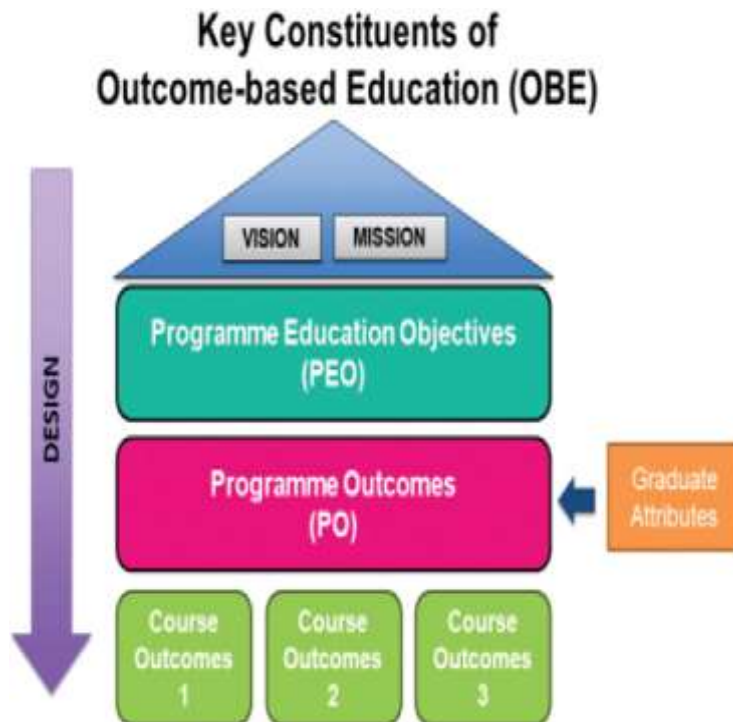 Key Constituents of
Outcome-based Education (OBE)
VISION
MISSION
DESIGN
Programme Education Objectives
(PEO)
Programme Outcomes
(PO)
Graduate
Attributes
Course
Outcomes
1
Course
Outcomes
2
Course
Outcomes
3